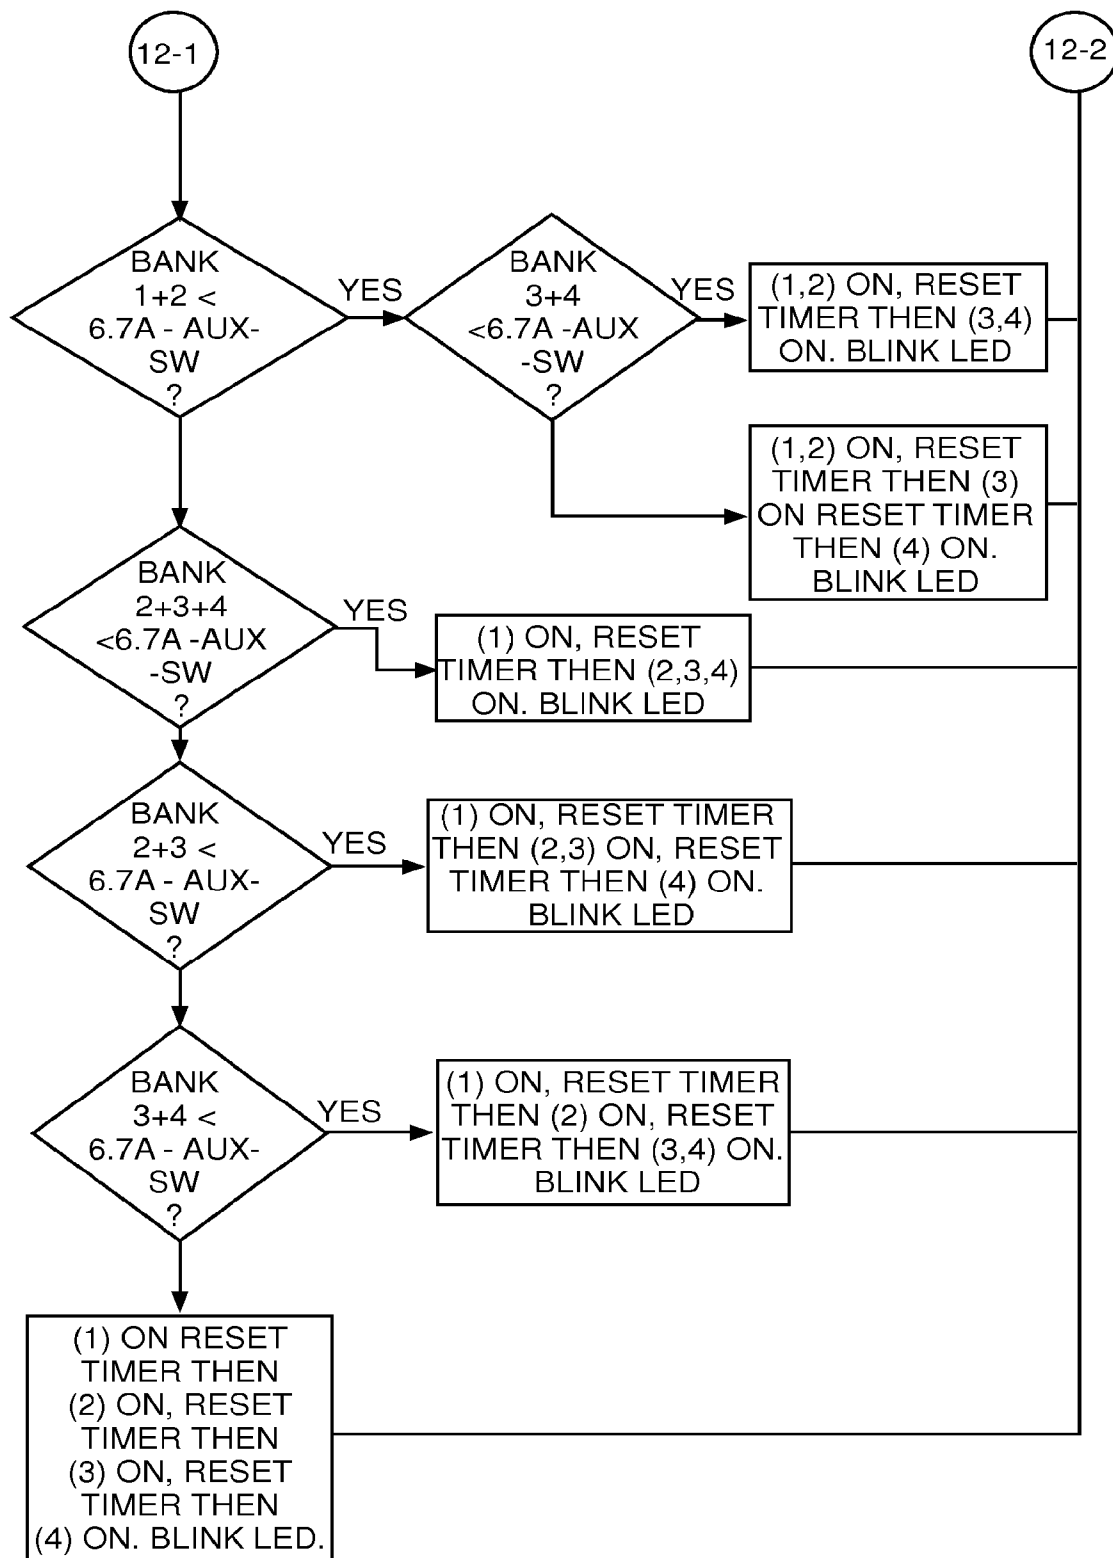 12-1
12-2
BANK
1+2 <
6.7A - AUX-
SW
?
YES
BANK
3+4
<6.7A -AUX
-SW
?
YES
(1,2) ON, RESET
TIMER THEN (3,4)
ON. BLINK LED
(1,2) ON, RESET
TIMER THEN (3)
ON RESET TIMER
THEN (4) ON.
BLINK LED
BANK
2+3+4
<6.7A -AUX
-SW
?
YES
(1) ON, RESET
TIMER THEN (2,3,4)
ON. BLINK LED
BANK
2+3 <
6.7A - AUX-
SW
?
YES
(1) ON, RESET TIMER
THEN (2,3) ON, RESET
TIMER THEN (4) ON.
BLINK LED
BANK
3+4 <
6.7A - AUX-
SW
?
YES
(1) ON, RESET TIMER
THEN (2) ON, RESET
TIMER THEN (3,4) ON.
BLINK LED
(1) ON RESET
TIMER THEN
(2) ON, RESET
TIMER THEN
(3) ON, RESET
TIMER THEN
(4) ON. BLINK LED.